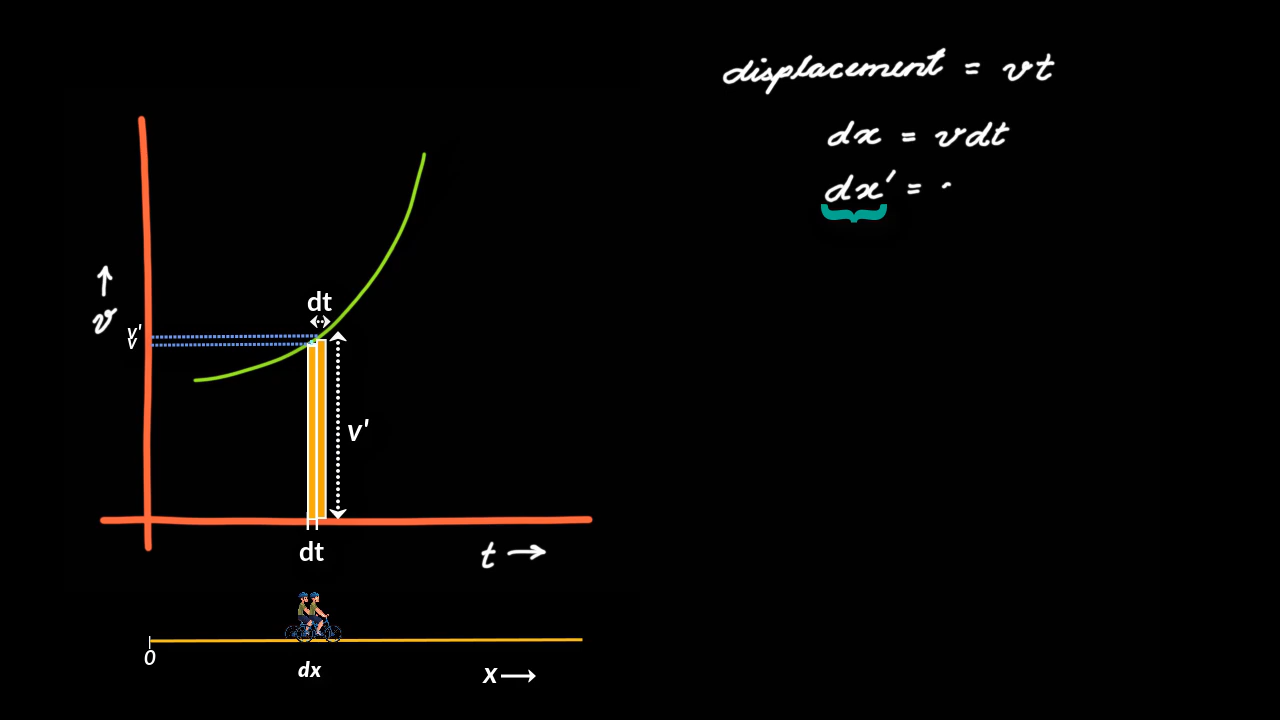 displacement = vt
dx = vdt
dx' =
dt
v
v'
v
v'
dt
t
0
dx
x